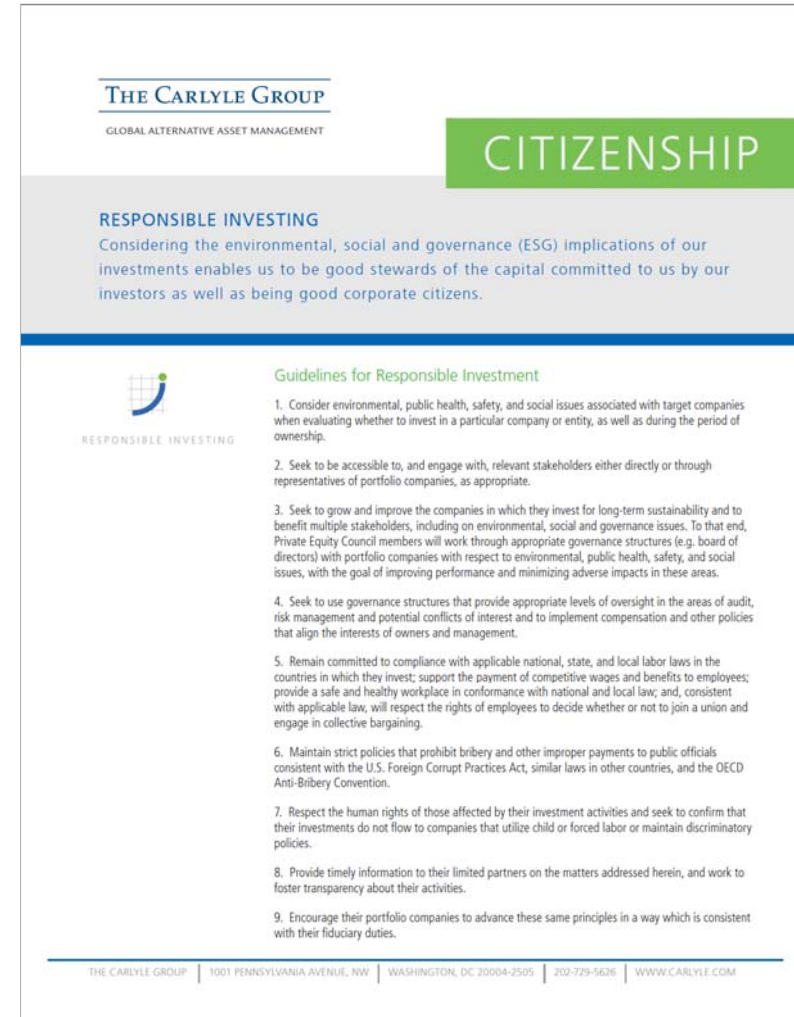 THE CARLYLE GROUP
GLOBAL ALTERNATIVE ASSET MANAGEMENT
CITIZENSHIP
RESPONSIBLE INVESTING
Considering the environmental, social and governance (ESG) implications of our
investments enables us to be good stewards of the capital committed to us by our
investors as well as being good corporate citizens.
RESPONSIBLE INVESTING
Guidelines for Responsible Investment
1. Consider environmental, public health, safety, and social issues associated with target companies
when evaluating whether to invest in a particular company or entity, as well as during the period of
ownership.
2. Seek to be accessible to, and engage with, relevant stakeholders either directly or through
representatives of portfolio companies, as appropriate.
3. Seek to grow and improve the companies in which they invest for long-term sustainability and to
benefit multiple stakeholders, including on environmental, social and governance issues. To that end,
Private Equity Council members will work through appropriate governance structures (e.g. board of
directors) with portfolio companies with respect to environmental, public health, safety, and social
issues, with the goal of improving performance and minimizing adverse impacts in these areas.
4. Seek to use governance structures that provide appropriate levels of oversight in the areas of audit,
risk management and potential conflicts of interest and to implement compensation and other policies
that align the interests of owners and management.
5. Remain committed to compliance with applicable national, state, and local labor laws in the
countries in which they invest; support the payment of competitive wages and benefits to employees;
provide a safe and healthy workplace in conformance with national and local law; and, consistent
with applicable law, will respect the rights of employees to decide whether or not to join a union and
engage in collective bargaining.
6. Maintain strict policies that prohibit bribery and other improper payments to public officials
consistent with the U.S. Foreign Corrupt Practices Act, similar laws in other countries, and the OECD
Anti-Bribery Convention.
7. Respect the human rights of those affected by their investment activities and seek to confirm that
their investments do not flow to companies that utilize child or forced labor or maintain discriminatory
policies.
8. Provide timely information to their limited partners on the matters addressed herein, and work to
foster transparency about their activities.
9. Encourage their portfolio companies to advance these same principles in a way which is consistent
with their fiduciary duties.
THE CARLYLE GROUP | 1001 PENNSYLVANIA AVENUE, NW | WASHINGTON, DC 20004-2505 | 202-729-5626 | WWW.CARLYLE.COM